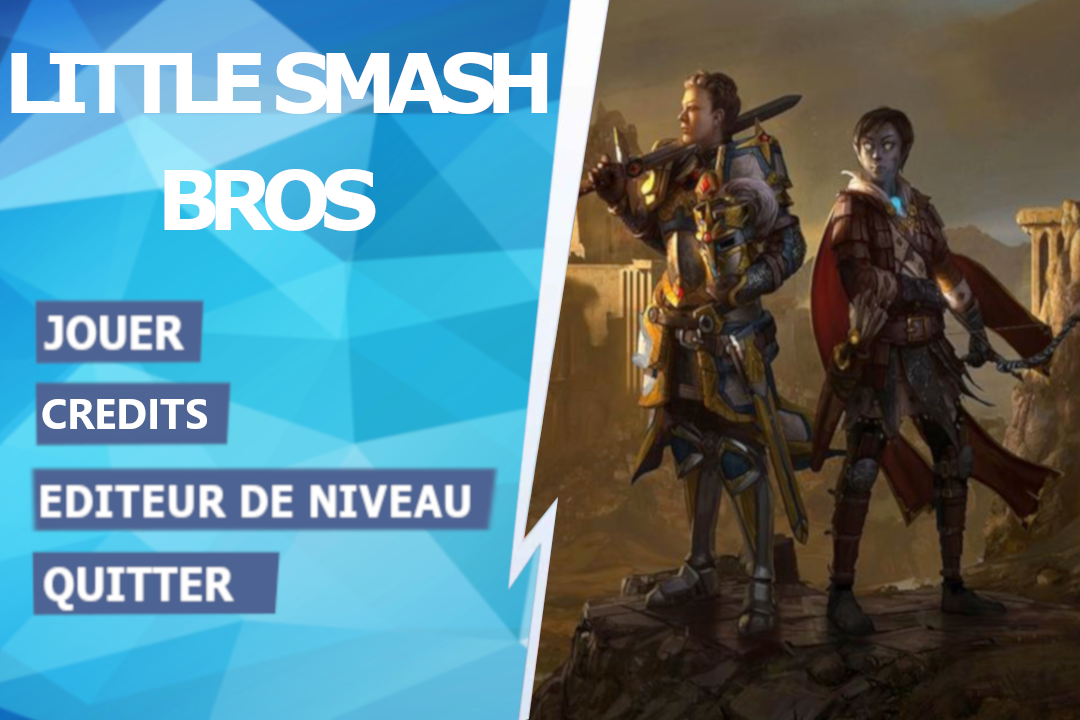 LITTLE SMASH
BROS
JOUER
CREDITS
EDITEUR DE NIVEAU
QUITTER